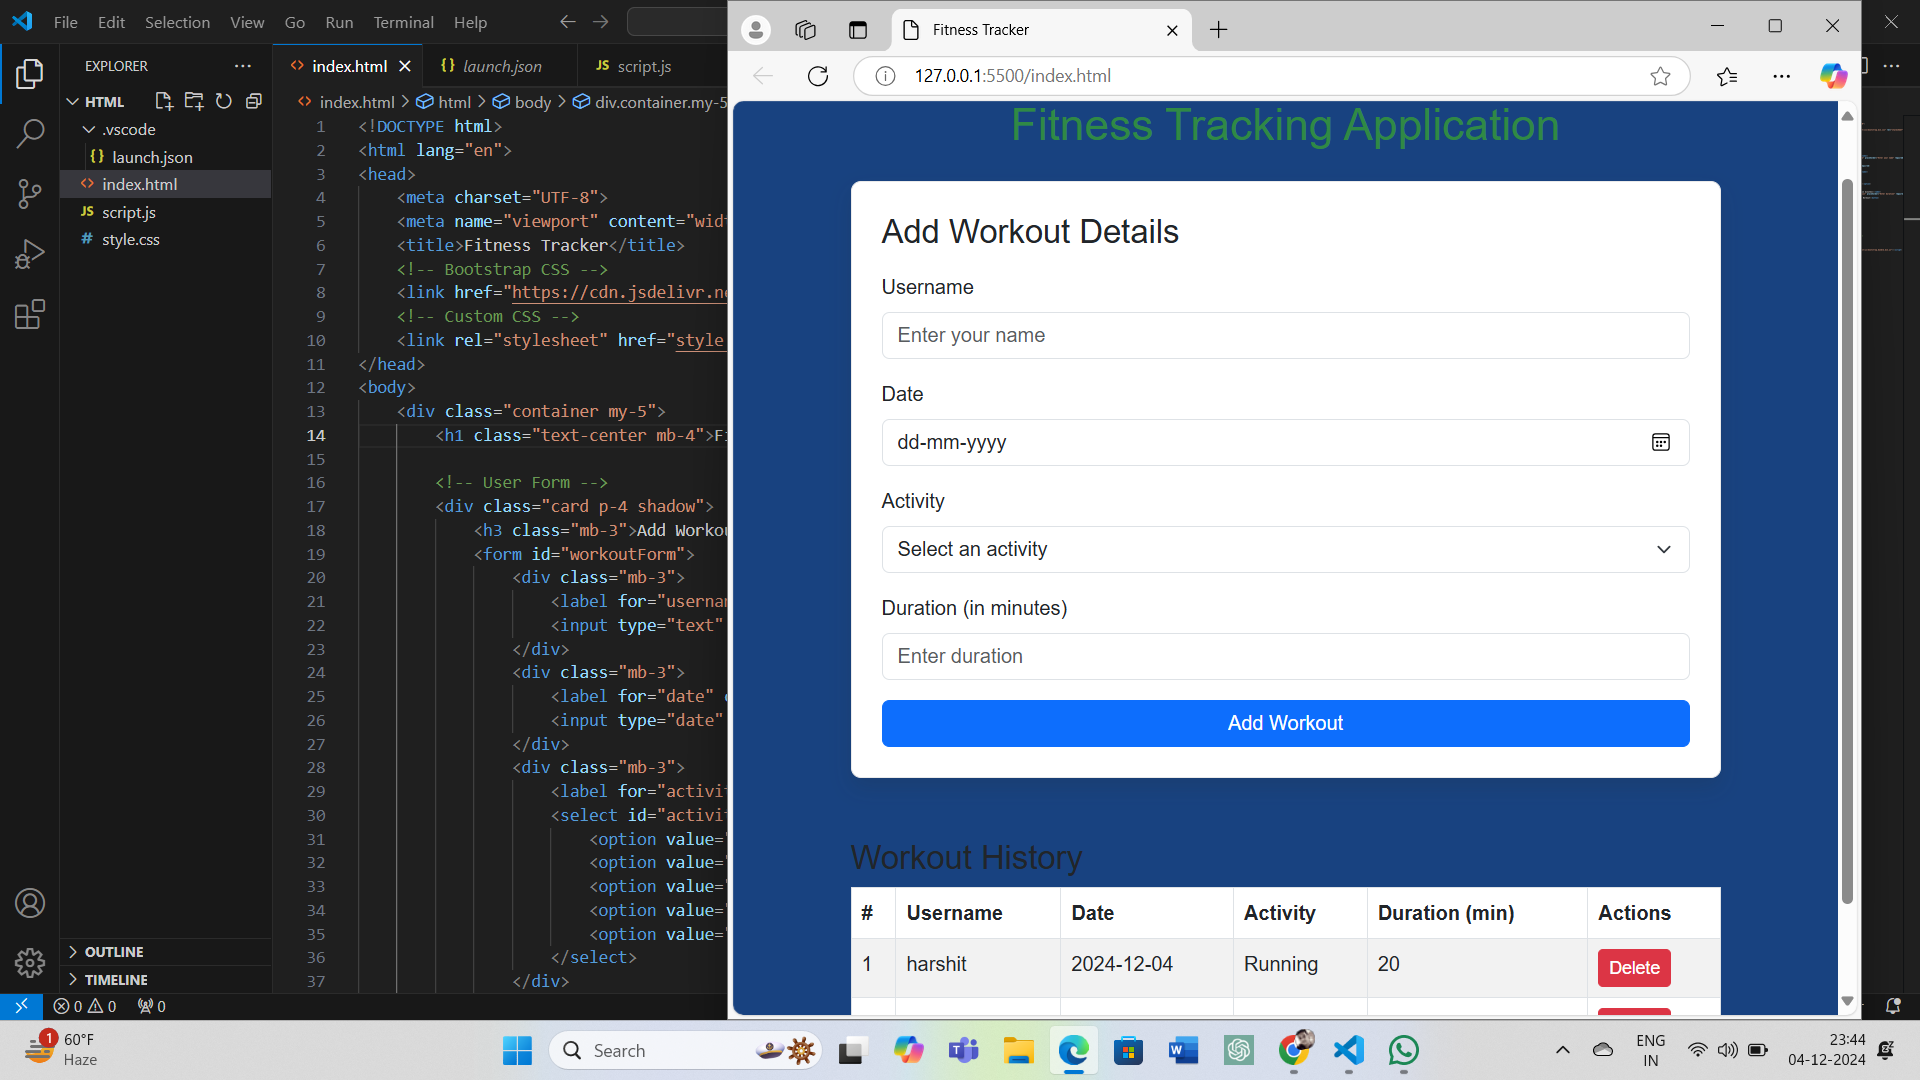 File Edit Selection View Go Run Terminal Help
EXPLORER
HTML
.vscode
launch.json
index.html
script.js
style.css
OUTLINE
TIMELINE
index.html
launch.json
script.js
index.html > html > body > div.container.my-5
1 <!DOCTYPE html>
2 <html lang="en">
3 <head>
4 <meta charset="UTF-8">
5 <meta name="viewport" content="wid
6 <title>Fitness Tracker</title>
7 <!-- Bootstrap CSS -->
8 <link href="https://cdn.jsdelivr.ne
9 <!-- Custom CSS -->
10 <link rel="stylesheet" href="style
11 </head>
12 <body>
13 <div class="container my-5">
14 <h1 class="text-center mb-4">Fi
15
16 <!-- User Form -->
17 <div class="card p-4 shadow">
18 <h3 class="mb-3">Add Workou
19 <form id="workoutForm">
20 <div class="mb-3">
21 <label for="usernam
22 <input type="text"
23 </div>
24 <div class="mb-3">
25 <label for="date" c
26 <input type="date"
27 </div>
28 <div class="mb-3">
29 <label for="activi
30 <select id="activi
31 <option value=
32 <option value=
33 <option value=
34 <option value=
35 <option value=
36 </select>
37 </div>
0 0 0
Fitness Tracker
127.0.0.1:5500/index.html
Fitness Tracking Application
Add Workout Details
Username
Enter your name
Date
dd-mm-yyyy
Activity
Select an activity
Duration (in minutes)
Enter duration
Add Workout
Workout History
# Username Date Activity Duration (min) Actions
1 harshit 2024-12-04 Running 20 Delete
1
60°F
Haze
Search
ENG
IN
23:44
04-12-2024